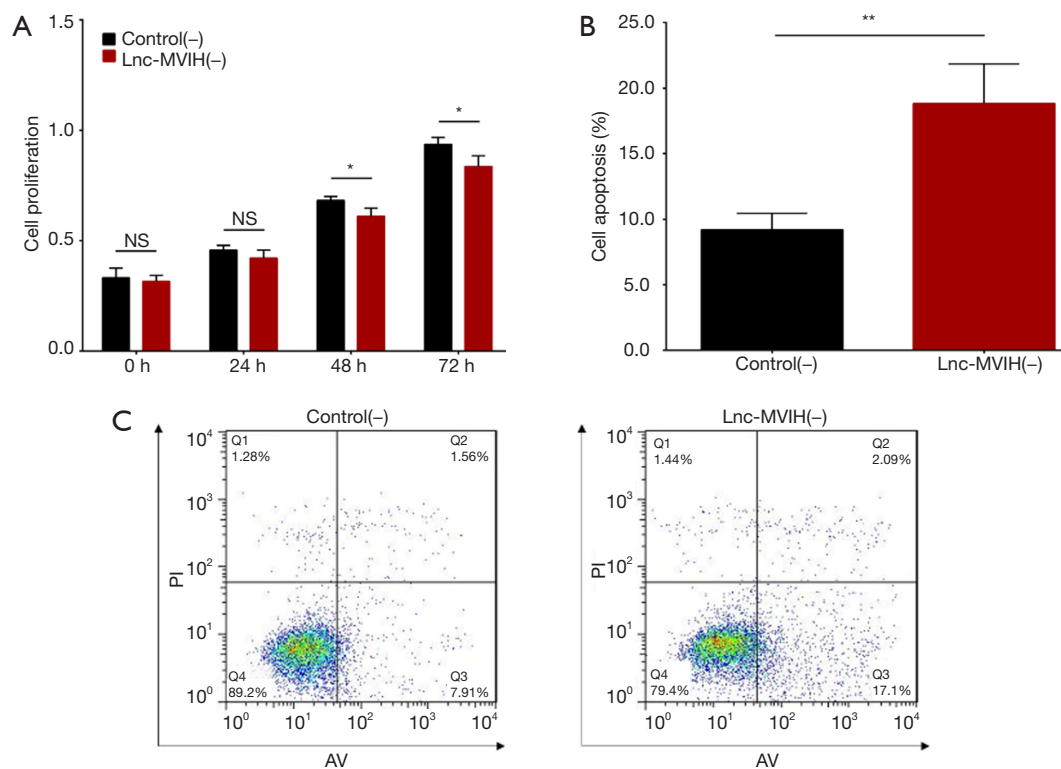 A
Control(–)
Lnc-MVIH(–)
Cell proliferation
1.5
1.0
0.5
0.0
NS
NS
*
*
0 h
24 h
48 h
72 h
B
Cell apoptosis (%)
25.0
20.0
15.0
10.0
5.0
0.0
**
Control(–)
Lnc-MVIH(–)
C
Control(–)
PI
10⁴
10³
10²
10¹
10⁰
Q1
1.28%
Q2
1.56%
Q4
89.2%
Q3
7.91%
10⁰ 10¹ 10² 10³ 10⁴
AV
Lnc-MVIH(–)
PI
10⁴
10³
10²
10¹
10⁰
Q1
1.44%
Q2
2.09%
Q4
79.4%
Q3
17.1%
10⁰ 10¹ 10² 10³ 10⁴
AV